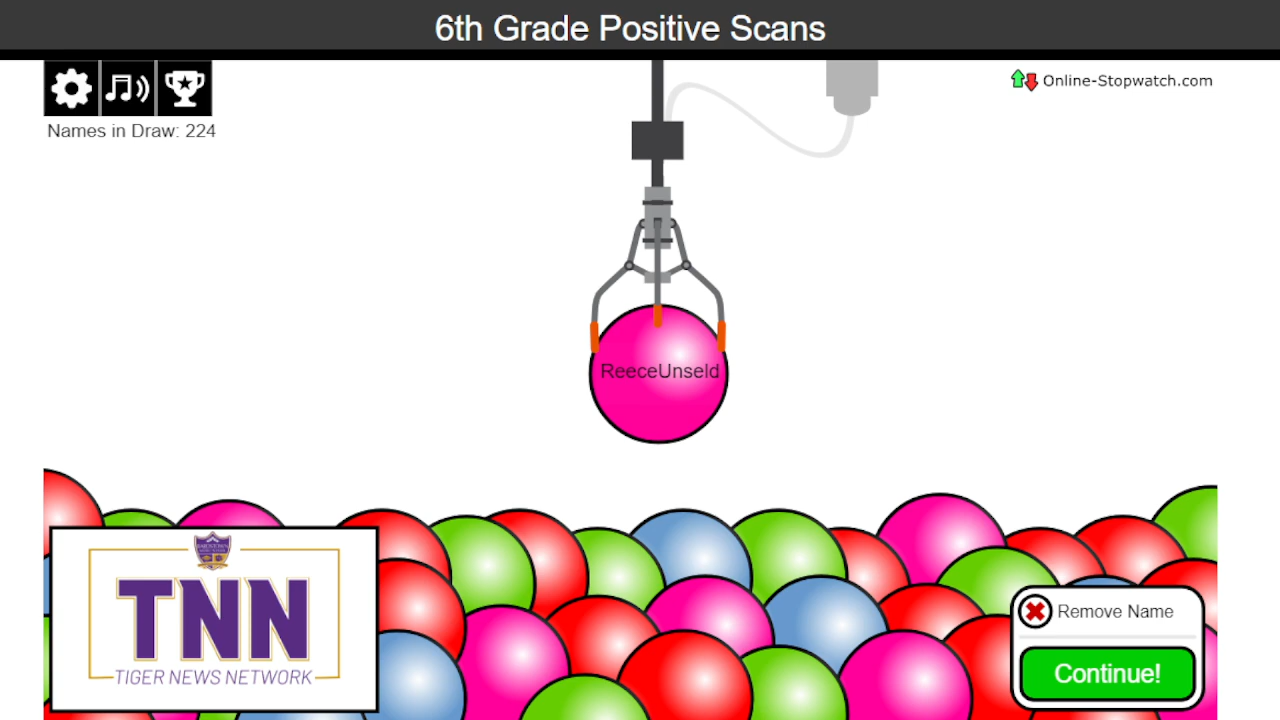 6th Grade Positive Scans
Online-Stopwatch.com
Names in Draw: 224
ReeceUnseld
TNN
TIGER NEWS NETWORK
Remove Name
Continue!